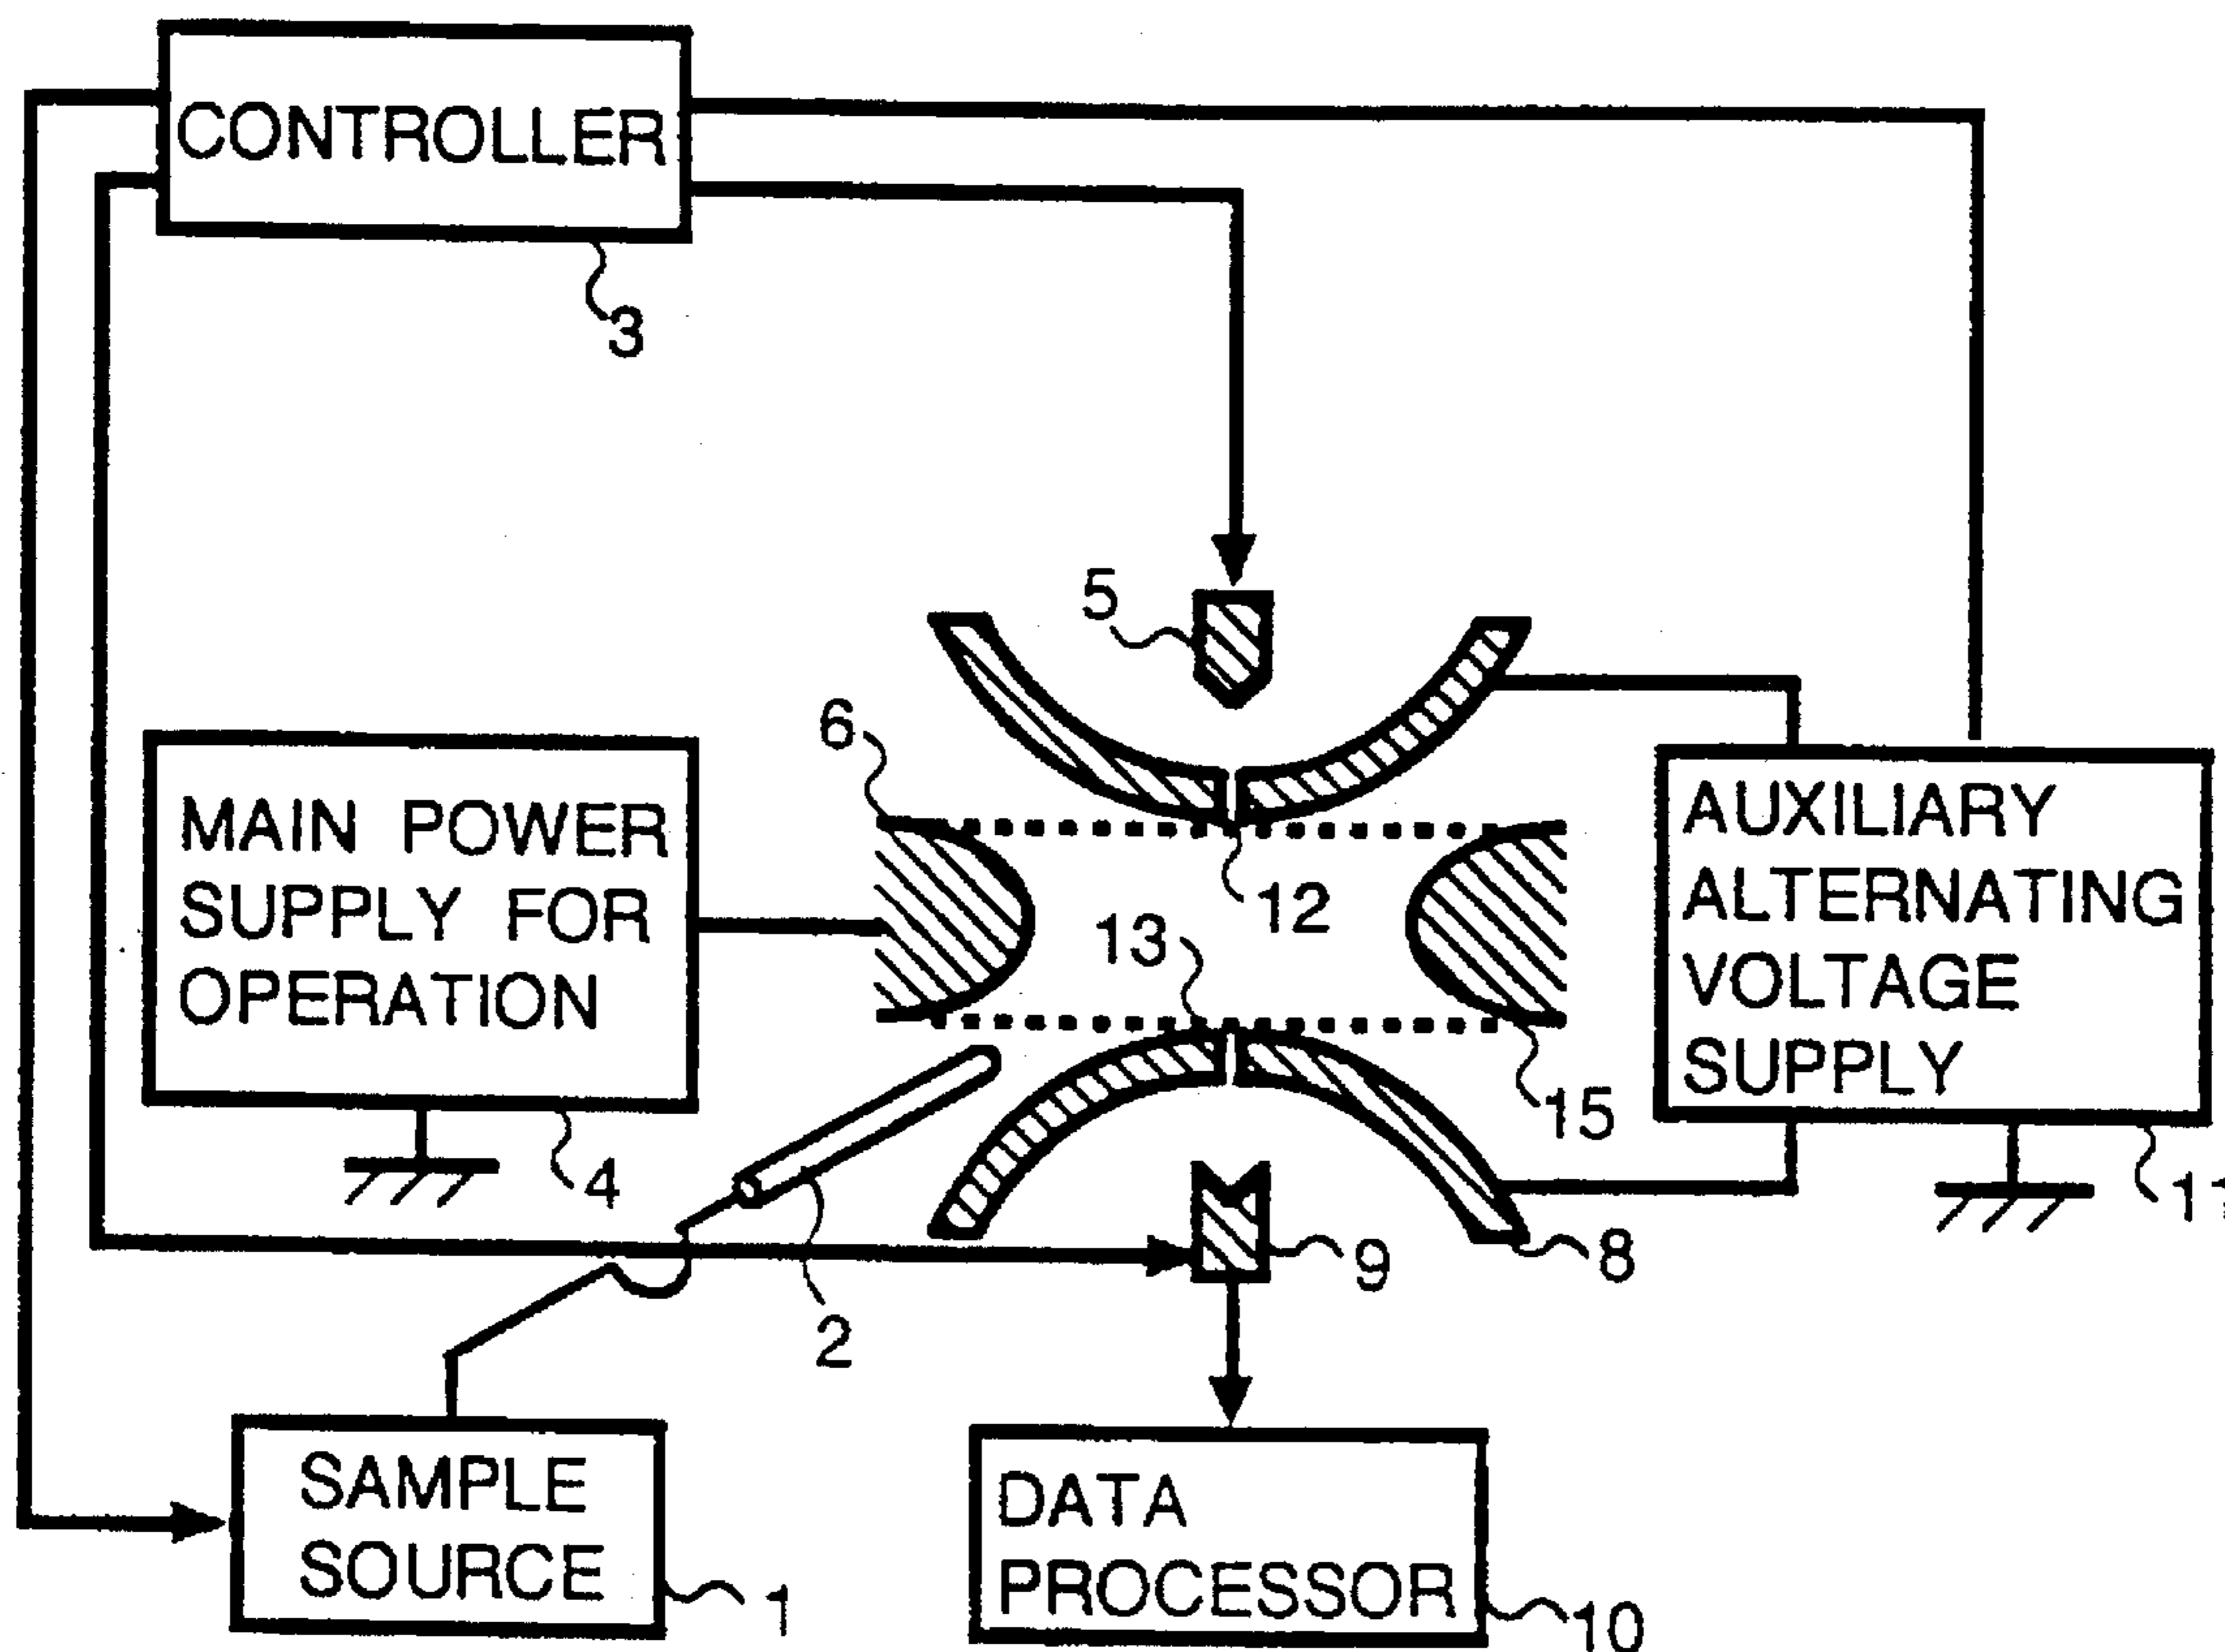 CONTROLLER
3
5
6
MAIN POWER
SUPPLY FOR
OPERATION
4
12
13
15
AUXILIARY
ALTERNATING
VOLTAGE
SUPPLY
11
8
9
2
SAMPLE
SOURCE
1
DATA
PROCESSOR
10